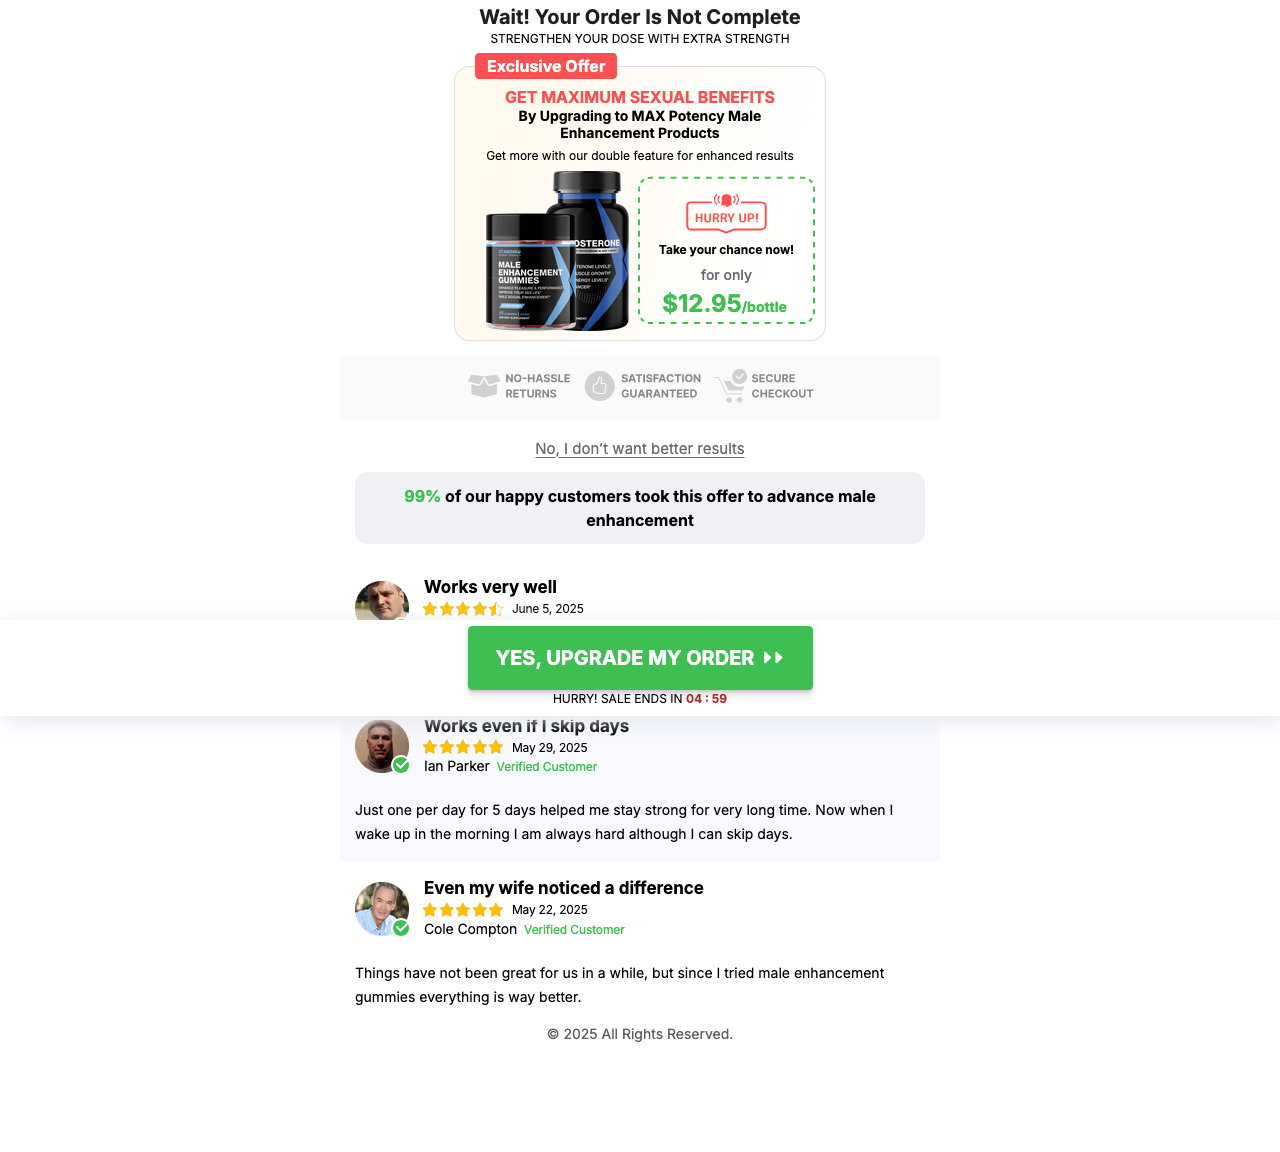 Wait! Your Order Is Not Complete
STRENGTHEN YOUR DOSE WITH EXTRA STRENGTH
Exclusive Offer
GET MAXIMUM SEXUAL BENEFITS
By Upgrading to MAX Potency Male
Enhancement Products
Get more with our double feature for enhanced results
MALE
ENHANCEMENT
GUMMIES
HURRY UP!
Take your chance now!
for only
$12.95/bottle
NO-HASSLE
RETURNS
SATISFACTION
GUARANTEED
SECURE
CHECKOUT
No, I don’t want better results
99% of our happy customers took this offer to advance male
enhancement
Works very well
June 5, 2025
YES, UPGRADE MY ORDER
HURRY! SALE ENDS IN 04 : 59
Works even if I skip days
May 29, 2025
Ian Parker Verified Customer
Just one per day for 5 days helped me stay strong for very long time. Now when I
wake up in the morning I am always hard although I can skip days.
Even my wife noticed a difference
May 22, 2025
Cole Compton Verified Customer
Things have not been great for us in a while, but since I tried male enhancement
gummies everything is way better.
© 2025 All Rights Reserved.